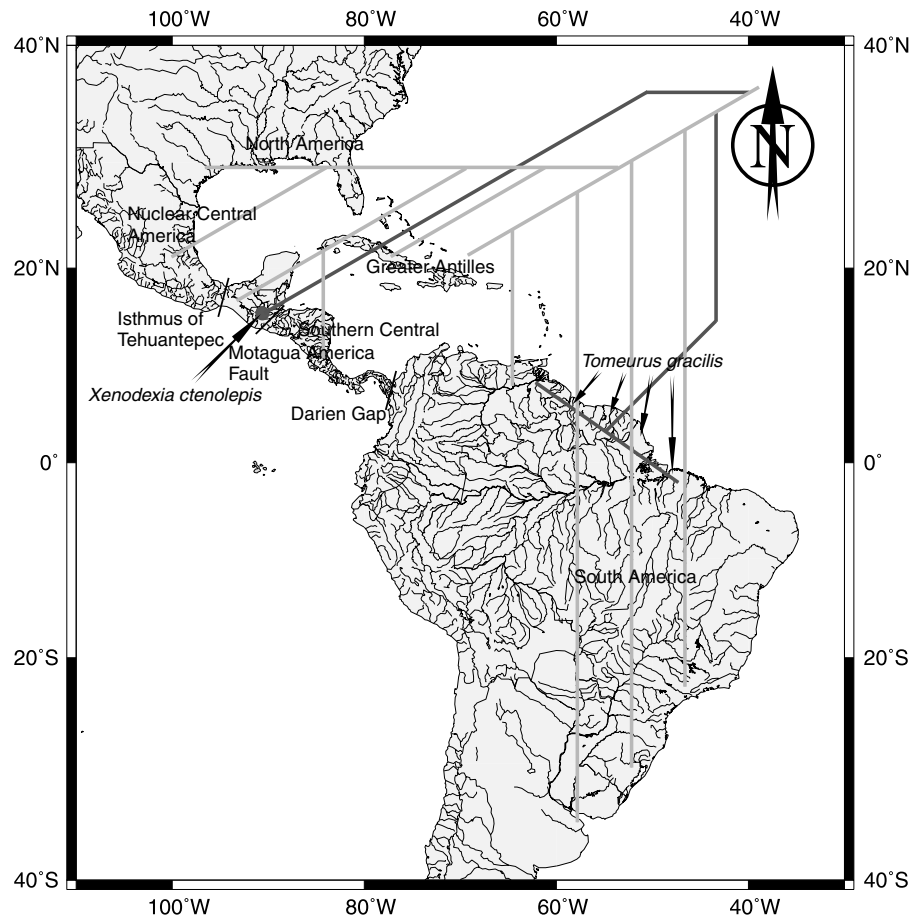 100°W 80°W 60°W 40°W
40°N 40°N
N
North America
Nuclear Central
America
20°N 20°N
Greater Antilles
Isthmus of
Tehuantepec
Southern Central
America
Motagua
Fault
Tomeurus gracilis
Xenodexia ctenolepis
Darien Gap
0° 0°
South America
20°S 20°S
40°S 40°S
100°W 80°W 60°W 40°W